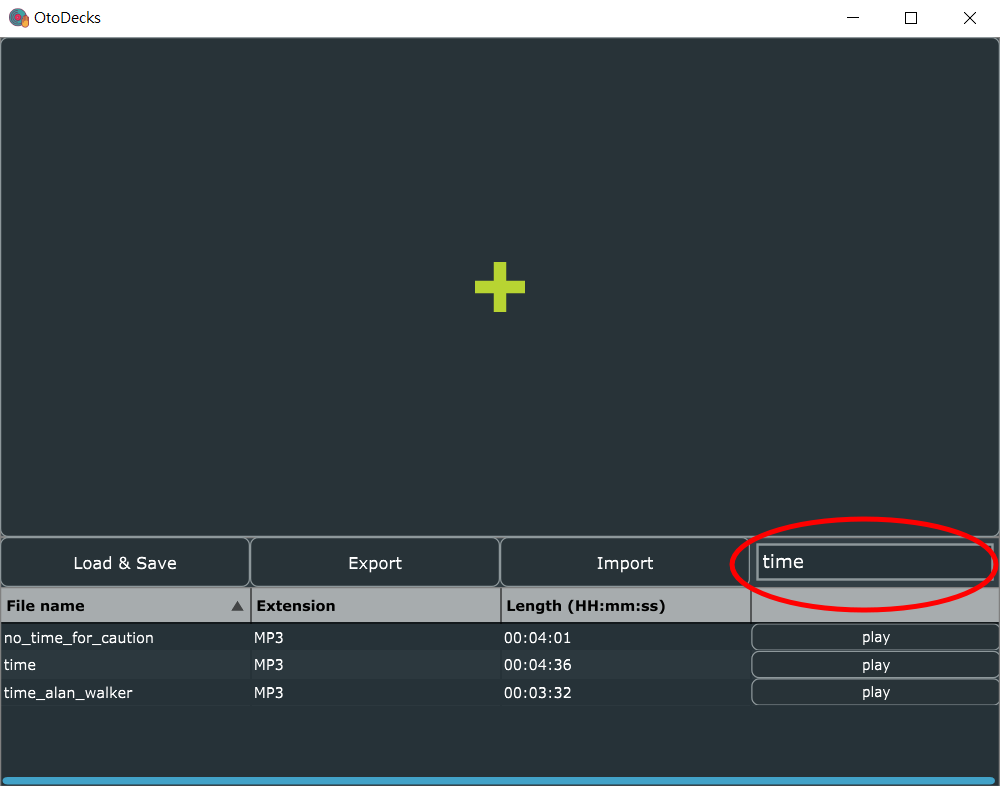 OtoDecks
Load & Save Export Import time
File name Extension Length (HH:mm:ss)
no_time_for_caution MP3 00:04:01 play
time MP3 00:04:36 play
time_alan_walker MP3 00:03:32 play